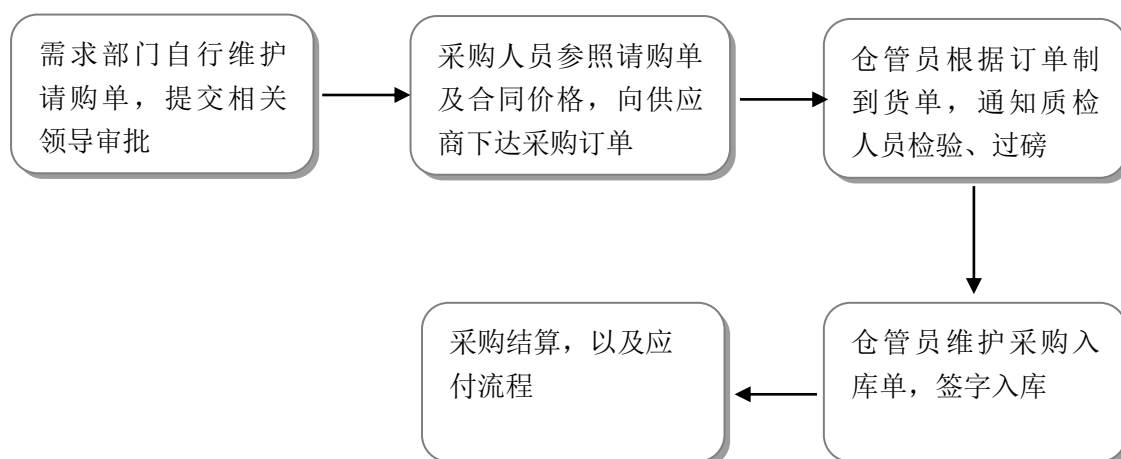 需求部门自行维护
请购单，提交相关
领导审批
采购人员参照请购单
及合同价格，向供应
商下达采购订单
仓管员根据订单制
到货单，通知质检
人员检验、过磅
仓管员维护采购入
库单，签字入库
采购结算，以及应
付流程